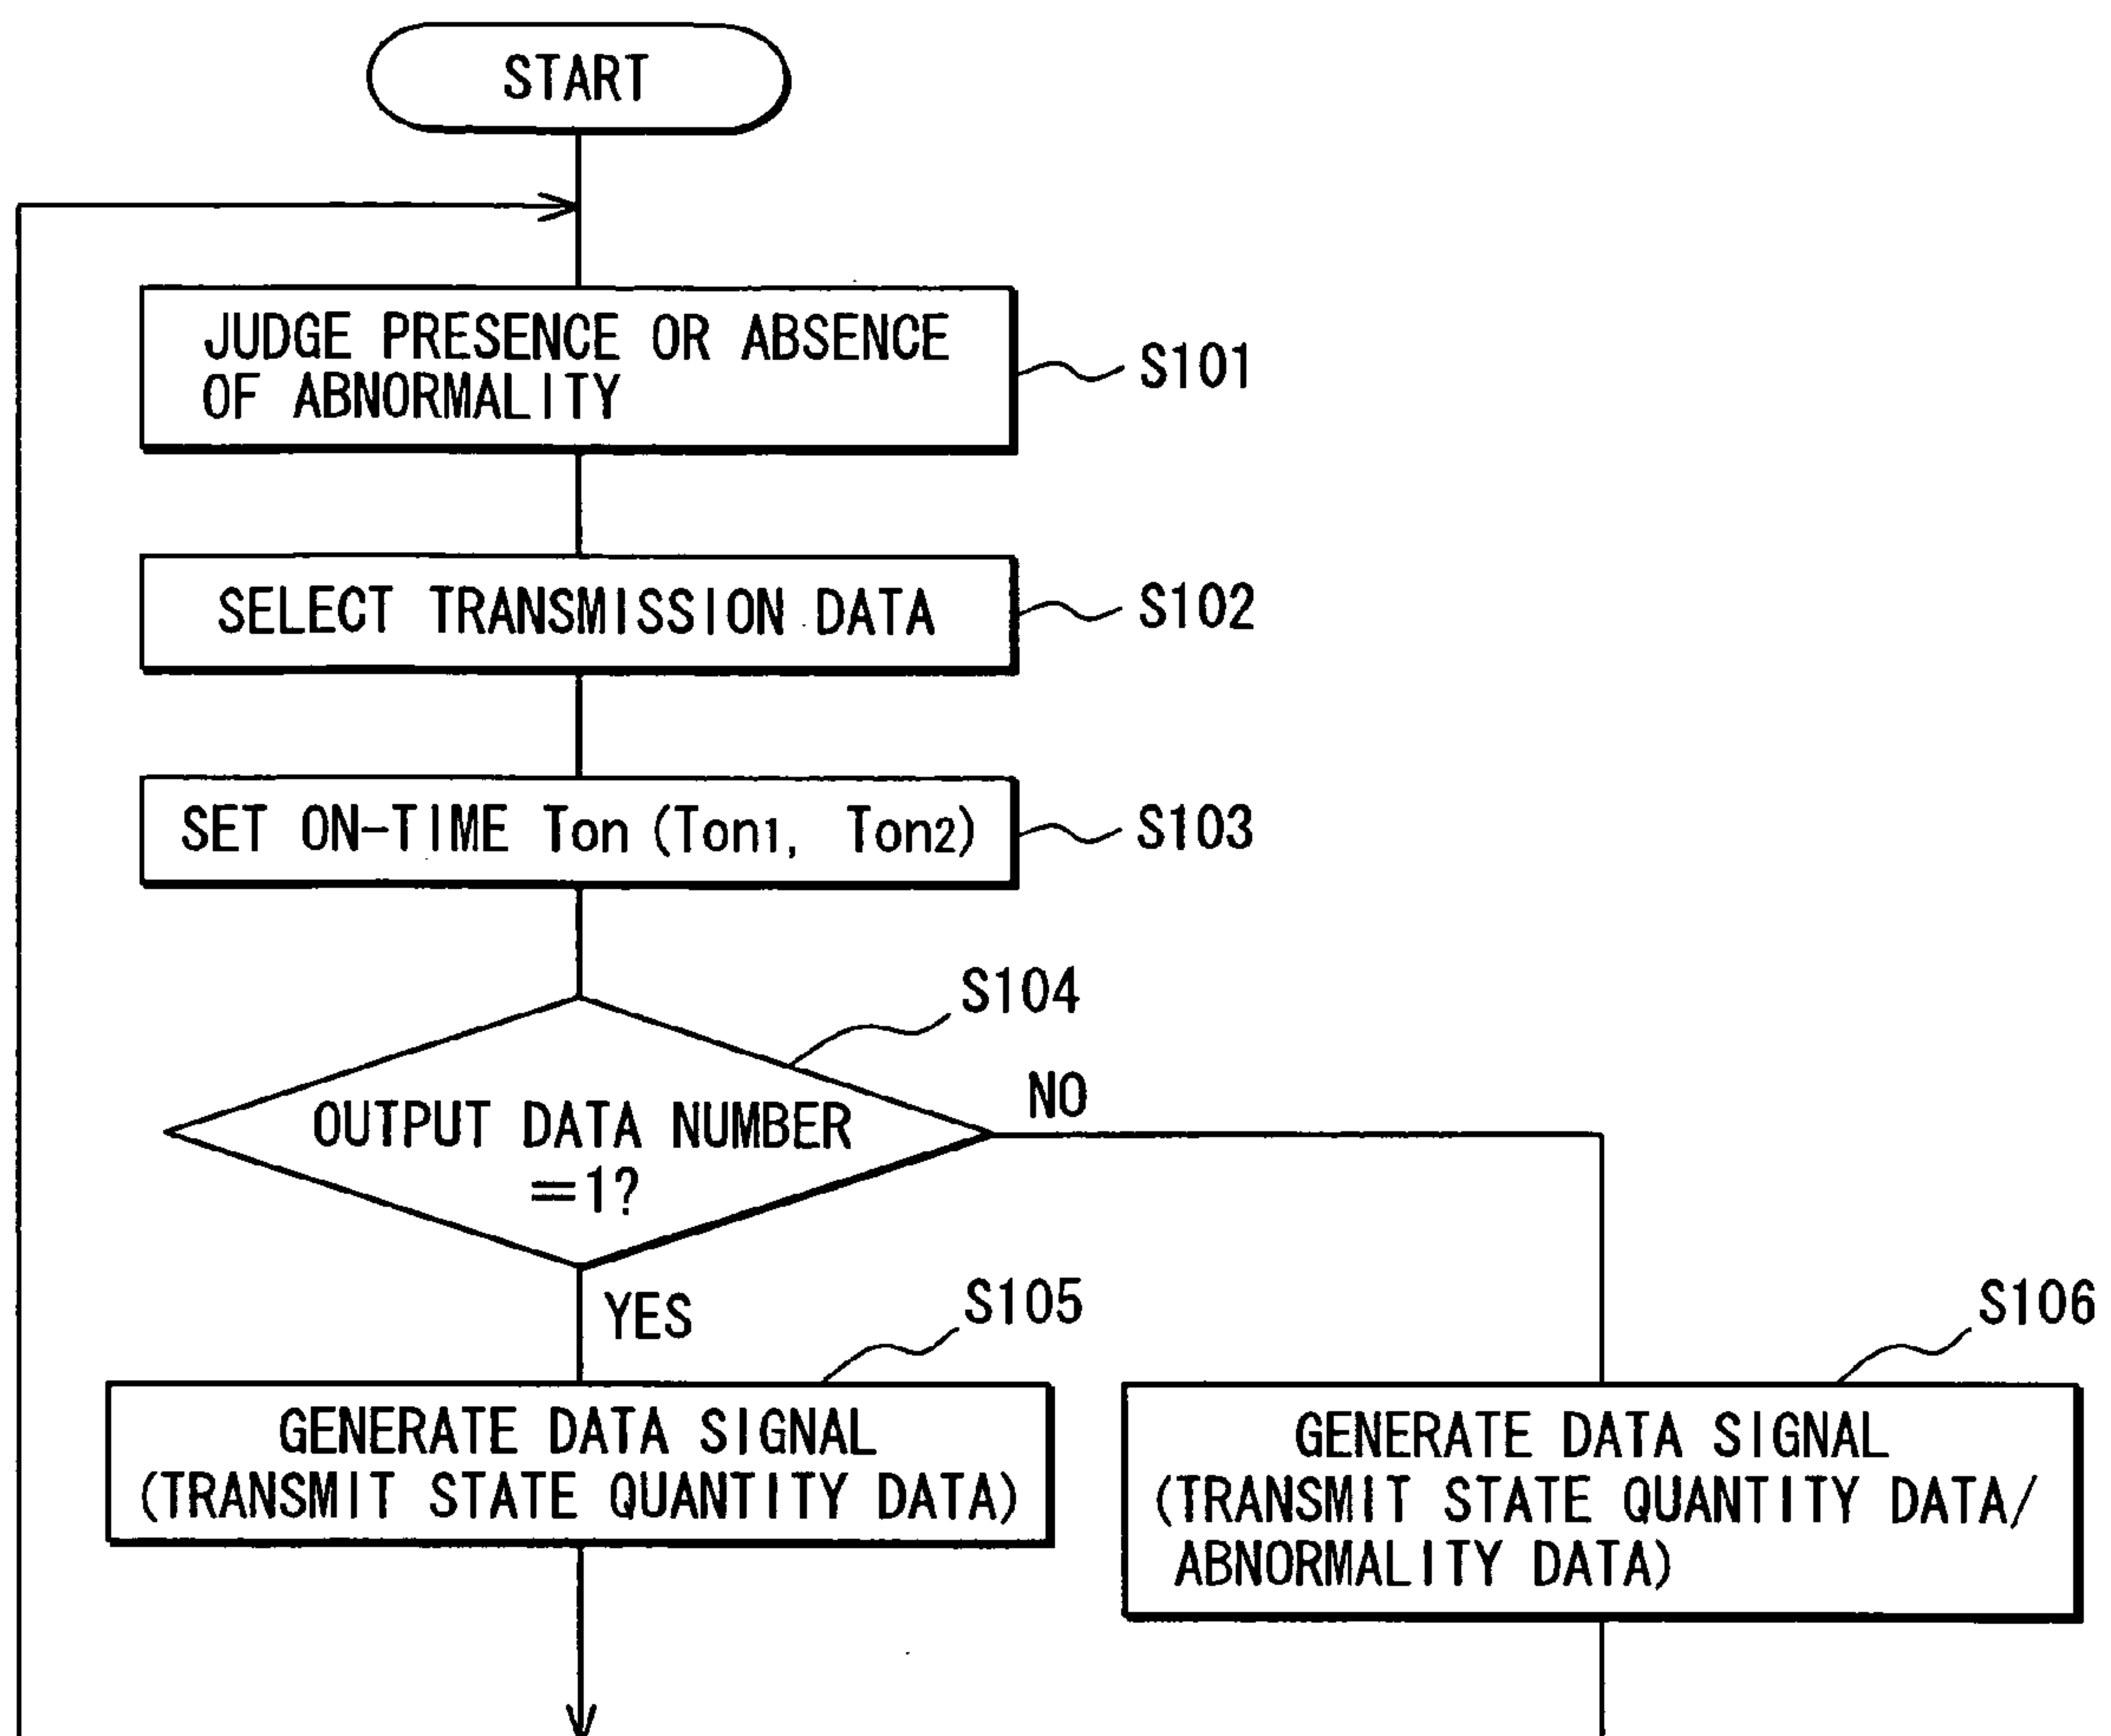 START
JUDGE PRESENCE OR ABSENCE
OF ABNORMALITY
S101
SELECT TRANSMISSION DATA
S102
SET ON-TIME Ton (Ton1, Ton2)
S103
S104
OUTPUT DATA NUMBER
=1?
NO
YES
S105
GENERATE DATA SIGNAL
(TRANSMIT STATE QUANTITY DATA)
S106
GENERATE DATA SIGNAL
(TRANSMIT STATE QUANTITY DATA/
ABNORMALITY DATA)